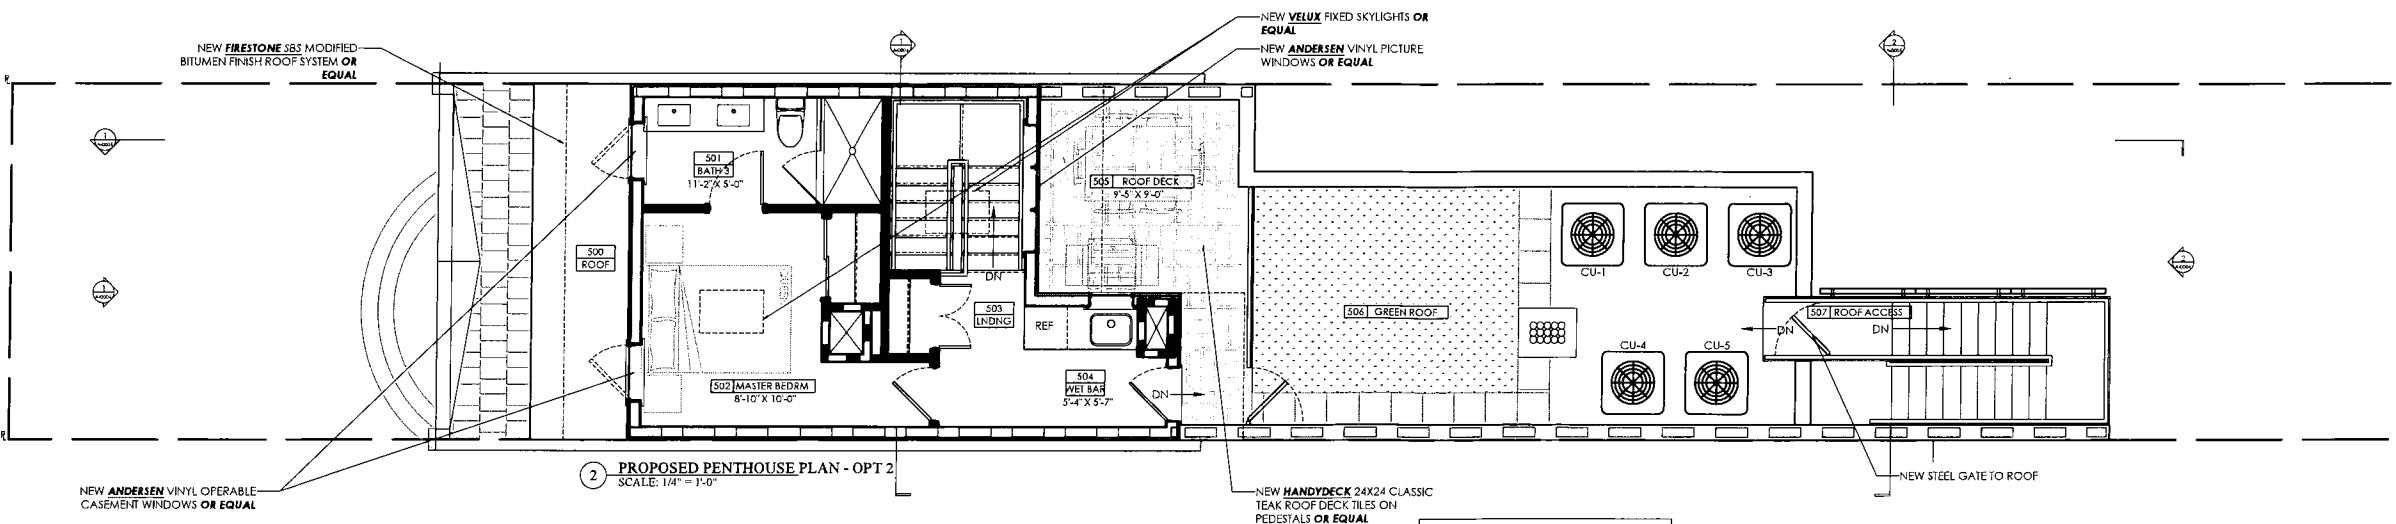 NEW VELUX FIXED SKYLIGHTS OR
EQUAL
NEW FIRESTONE SBS MODIFIED
BITUMEN FINISH ROOF SYSTEM OR
EQUAL
NEW ANDERSEN VINYL PICTURE
WINDOWS OR EQUAL
1
2
1
1
2
501
BATH 3
11'-2" X 5'-0"
505 ROOF DECK
9'-5" X 9'-0"
500
ROOF
DN
CU-1
CU-2
CU-3
503
LNDNG
REF
506 GREEN ROOF
507 ROOF ACCESS
DN
DN
CU-4
CU-5
502 MASTER BEDRM
8'-10" X 10'-0"
504
WET BAR
5'-4" X 5'-7"
DN
2 PROPOSED PENTHOUSE PLAN - OPT 2
SCALE: 1/4" = 1'-0"
NEW ANDERSEN VINYL OPERABLE
CASEMENT WINDOWS OR EQUAL
NEW HANDYDECK 24X24 CLASSIC
TEAK ROOF DECK TILES ON
PEDESTALS OR EQUAL
NEW STEEL GATE TO ROOF